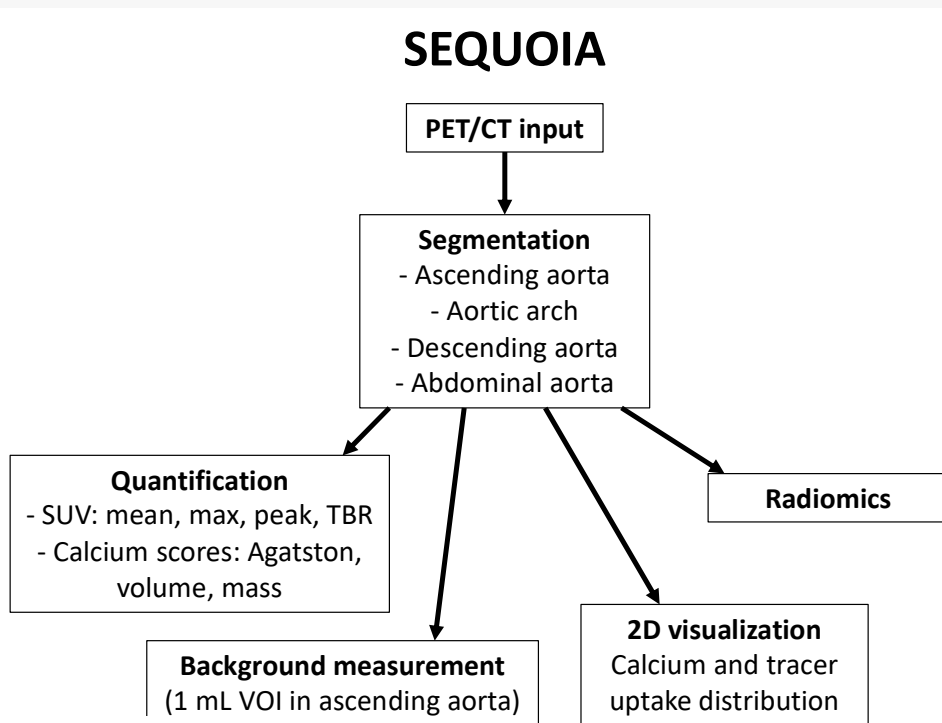 SEQUOIA
PET/CT input
Segmentation
- Ascending aorta
- Aortic arch
- Descending aorta
- Abdominal aorta
Quantification
- SUV: mean, max, peak, TBR
- Calcium scores: Agatston,
volume, mass
Radiomics
Background measurement
(1 mL VOI in ascending aorta)
2D visualization
Calcium and tracer
uptake distribution